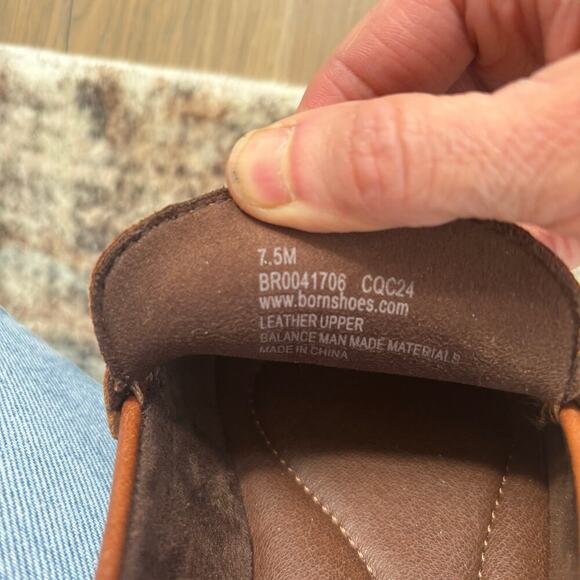 7.5M
BR0041706 CQC24
www.bornshoes.com
LEATHER UPPER
BALANCE MAN MADE MATERIALS
MADE IN CHINA